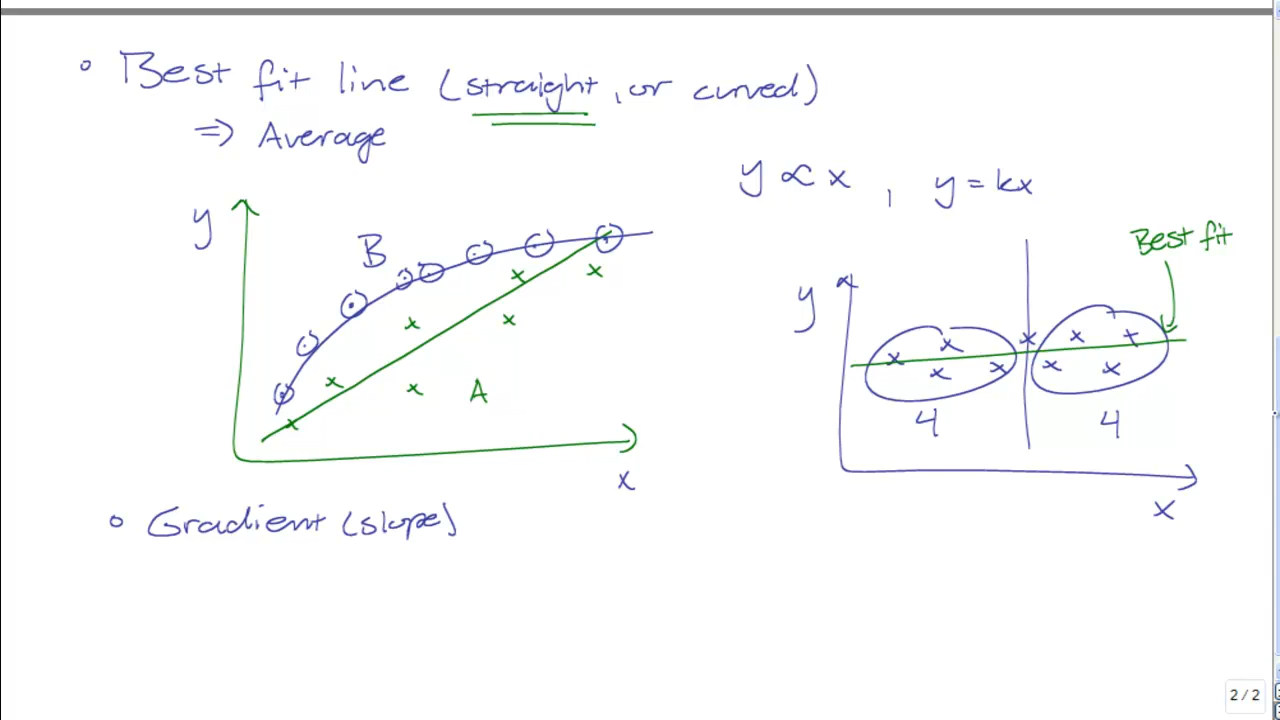 ° Best fit line (straight, or curved)
⇒ Average
y ∝ x , y = kx
y
B
A
x
Best fit
y
4
4
x
° Gradient (slope)
2 / 2